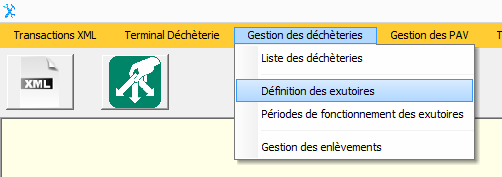 Transactions XML Terminal Déchèterie Gestion des déchèteries Gestion des PAV T
Liste des déchèteries
XML
Définition des exutoires
Périodes de fonctionnement des exutoires
Gestion des enlèvements